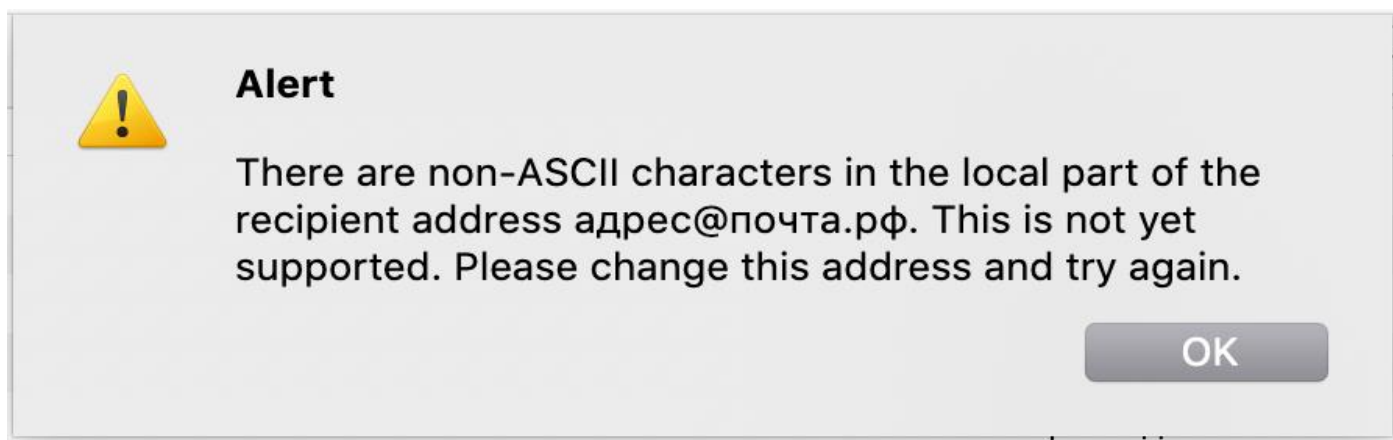 Alert
There are non-ASCII characters in the local part of the
recipient address адрес@почта.рф. This is not yet
supported. Please change this address and try again.
OK